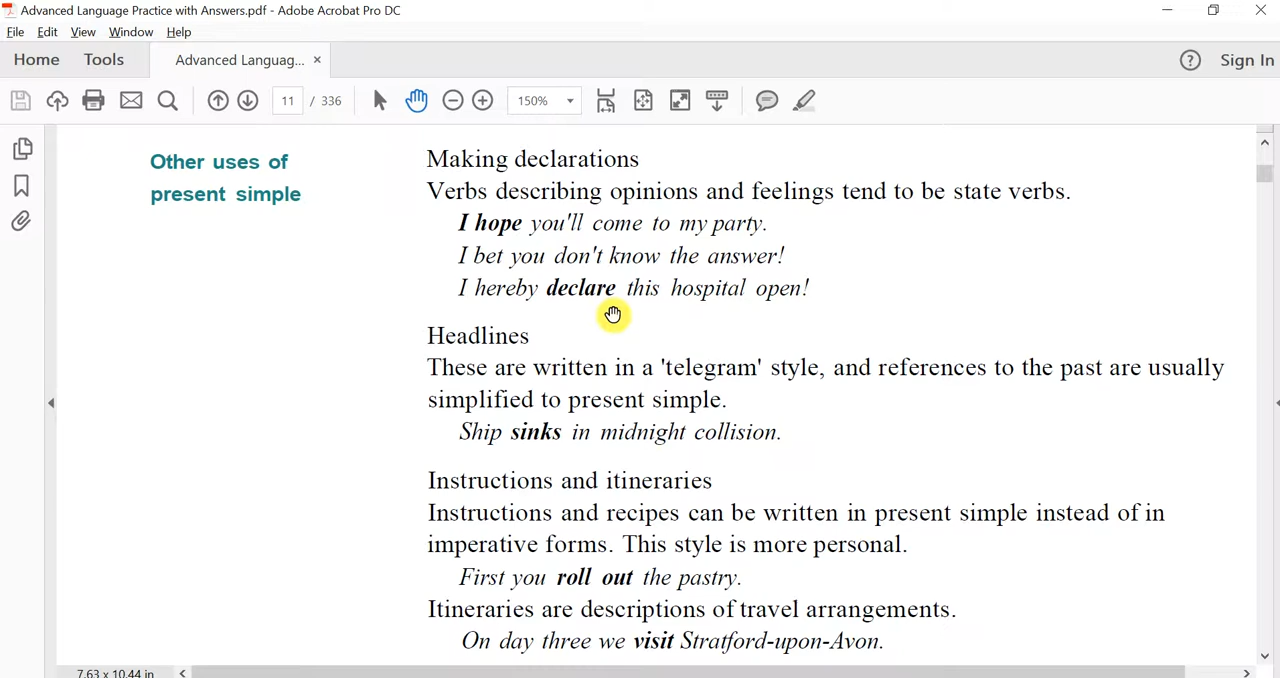 Advanced Language Practice with Answers.pdf - Adobe Acrobat Pro DC
File Edit View Window Help
Home Tools Advanced Languag... × ? Sign In
11 / 336 150%
Other uses of
present simple
Making declarations
Verbs describing opinions and feelings tend to be state verbs.
I hope you'll come to my party.
I bet you don't know the answer!
I hereby declare this hospital open!
Headlines
These are written in a 'telegram' style, and references to the past are usually
simplified to present simple.
Ship sinks in midnight collision.
Instructions and itineraries
Instructions and recipes can be written in present simple instead of in
imperative forms. This style is more personal.
First you roll out the pastry.
Itineraries are descriptions of travel arrangements.
On day three we visit Stratford-upon-Avon.
7.63 x 10.44 in